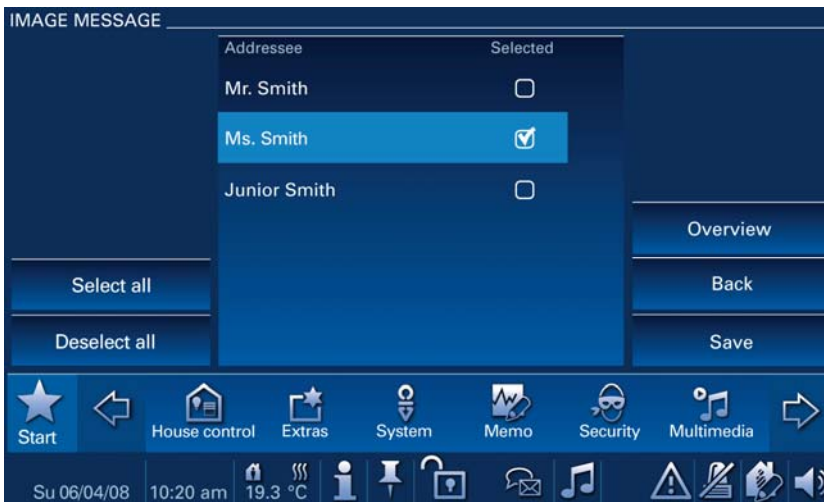 IMAGE MESSAGE
Addressee Selected
Mr. Smith
Ms. Smith
Junior Smith
Overview
Select all
Back
Deselect all
Save
Start
House control
Extras
System
Memo
Security
Multimedia
Su 06/04/08 10:20 am 19.3 °C